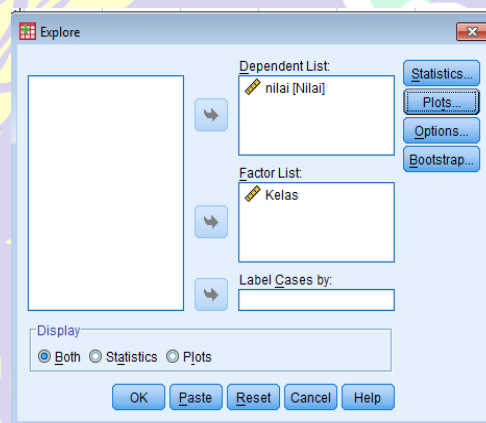 Explore
Dependent List:
nilai [Nilai]
Statistics...
Plots...
Options...
Bootstrap...
Factor List:
Kelas
Label Cases by:
Display
Both Statistics Plots
OK Paste Reset Cancel Help